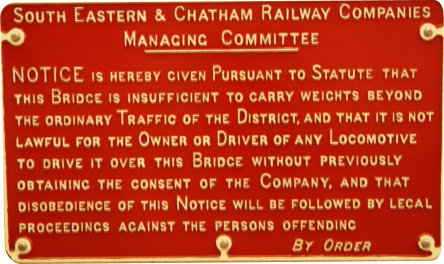 SOUTH EASTERN & CHATHAM RAILWAY COMPANIES
MANAGING COMMITTEE
NOTICE IS HEREBY GIVEN PURSUANT TO STATUTE THAT
THIS BRIDGE IS INSUFFICIENT TO CARRY WEIGHTS BEYOND
THE ORDINARY TRAFFIC OF THE DISTRICT, AND THAT IT IS NOT
LAWFUL FOR THE OWNER OR DRIVER OF ANY LOCOMOTIVE
TO DRIVE IT OVER THIS BRIDGE WITHOUT PREVIOUSLY
OBTAINING THE CONSENT OF THE COMPANY, AND THAT
DISOBEDIENCE OF THIS NOTICE WILL BE FOLLOWED BY LEGAL
PROCEEDINGS AGAINST THE PERSONS OFFENDING
BY ORDER